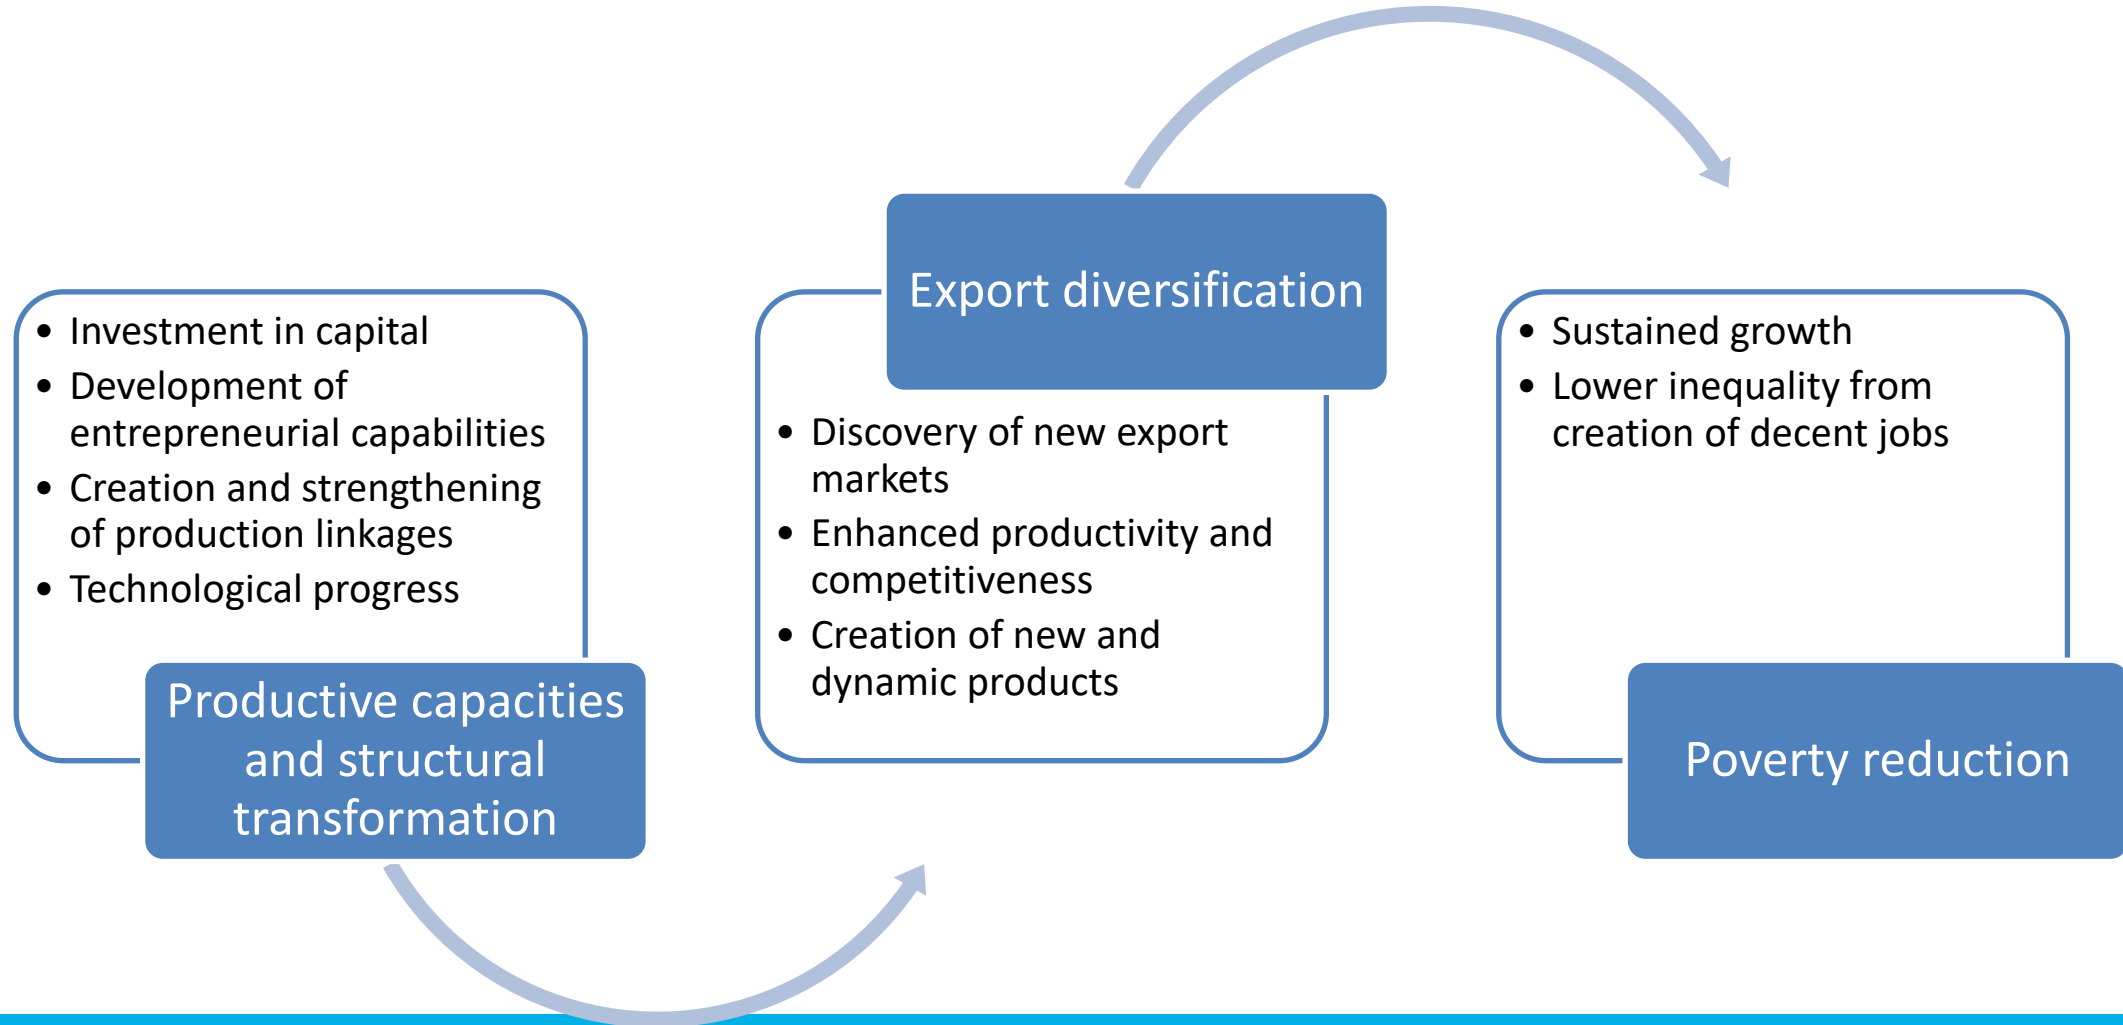 • Investment in capital
• Development of
entrepreneurial capabilities
• Creation and strengthening
of production linkages
• Technological progress
Productive capacities
and structural
transformation
Export diversification
• Discovery of new export
markets
• Enhanced productivity and
competitiveness
• Creation of new and
dynamic products
• Sustained growth
• Lower inequality from
creation of decent jobs
Poverty reduction